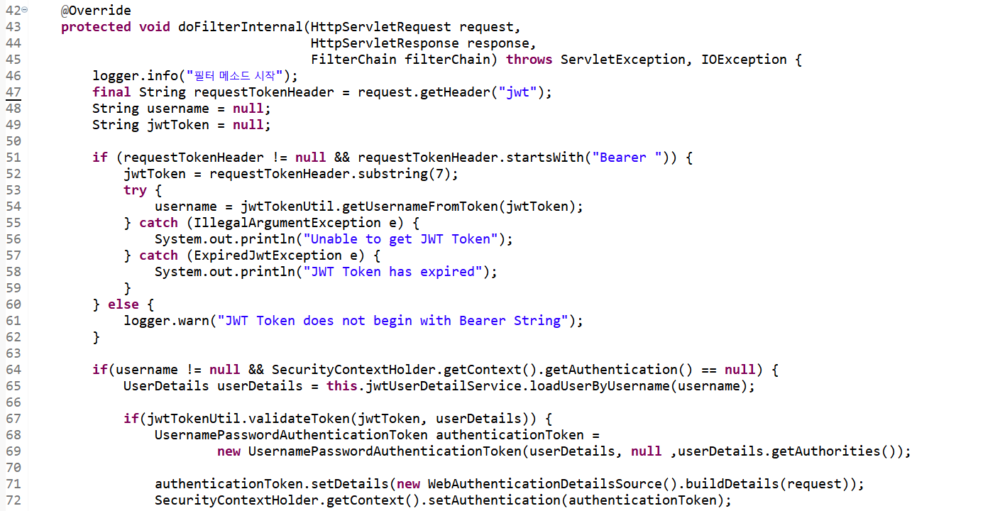 42 @Override
43 protected void doFilterInternal(HttpServletRequest request,
44 HttpServletResponse response,
45 FilterChain filterChain) throws ServletException, IOException {
46 logger.info("필터 메소드 시작");
47 final String requestTokenHeader = request.getHeader("jwt");
48 String username = null;
49 String jwtToken = null;
50
51 if (requestTokenHeader != null && requestTokenHeader.startsWith("Bearer ")) {
52 jwtToken = requestTokenHeader.substring(7);
53 try {
54 username = jwtTokenUtil.getUsernameFromToken(jwtToken);
55 } catch (IllegalArgumentException e) {
56 System.out.println("Unable to get JWT Token");
57 } catch (ExpiredJwtException e) {
58 System.out.println("JWT Token has expired");
59 }
60 } else {
61 logger.warn("JWT Token does not begin with Bearer String");
62 }
63
64 if(username != null && SecurityContextHolder.getContext().getAuthentication() == null) {
65 UserDetails userDetails = this.jwtUserDetailService.loadUserByUsername(username);
66
67 if(jwtTokenUtil.validateToken(jwtToken, userDetails)) {
68 UsernamePasswordAuthenticationToken authenticationToken =
69 new UsernamePasswordAuthenticationToken(userDetails, null ,userDetails.getAuthorities());
70
71 authenticationToken.setDetails(new WebAuthenticationDetailsSource().buildDetails(request));
72 SecurityContextHolder.getContext().setAuthentication(authenticationToken);